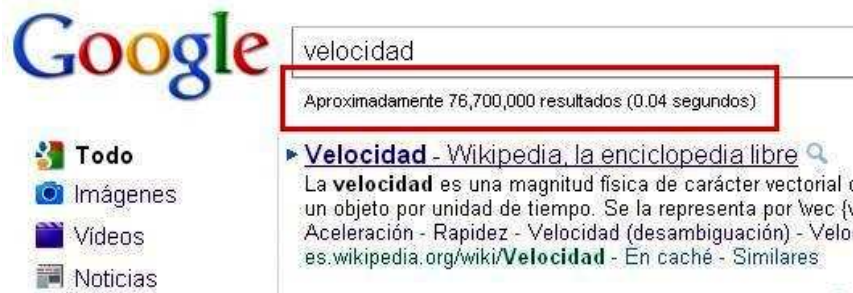 Google
velocidad
Aproximadamente 76,700,000 resultados (0.04 segundos)
Todo
Imágenes
Vídeos
Noticias
Velocidad - Wikipedia, la enciclopedia libre
La velocidad es una magnitud física de carácter vectorial
un objeto por unidad de tiempo. Se la representa por \vec {v
Aceleración - Rapidez - Velocidad (desambiguación) - Velo
es.wikipedia.org/wiki/Velocidad - En caché - Similares